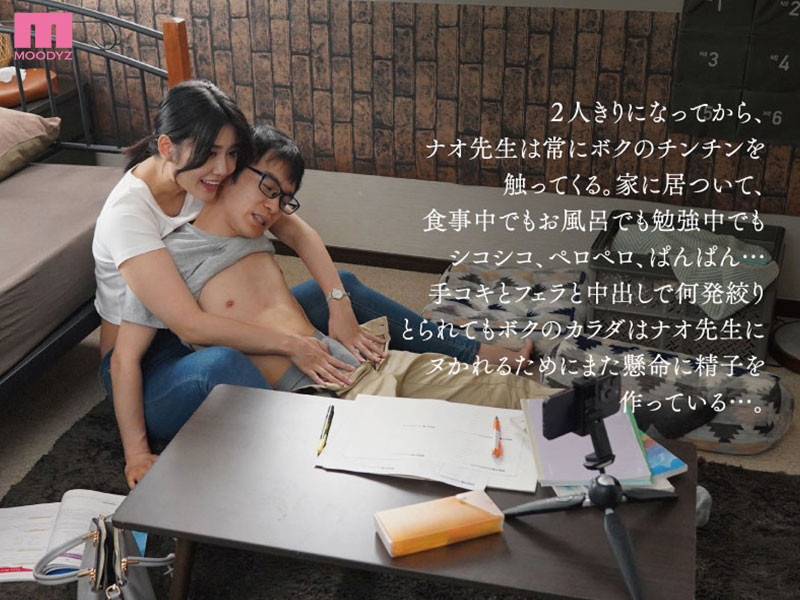 M
MOODYZ
2人きりになってから、
ナオ先生は常にボクのチンチンを
触ってくる。家に居ついて、
食事中でもお風呂でも勉強中でも
シコシコ、ペロペロ、ぱんぱん…
手コキとフェラと中出しで何発絞り
とられてもボクのカラダはナオ先生に
ヌかれるためにまた懸命に精子を
作っている…。